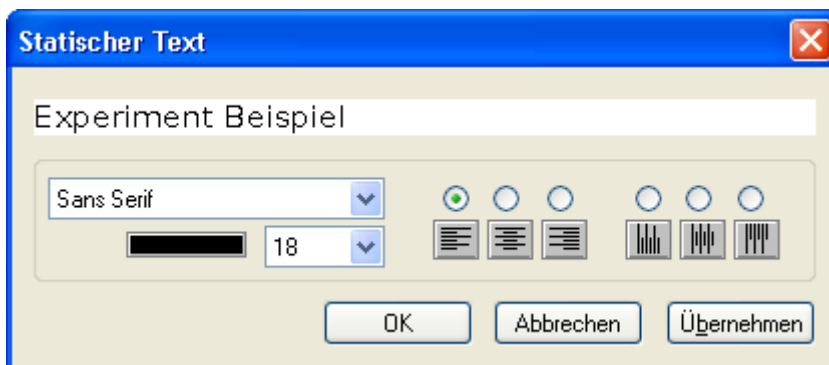 Statischer Text
Experiment Beispiel
Sans Serif
18
OK Abbrechen Übernehmen